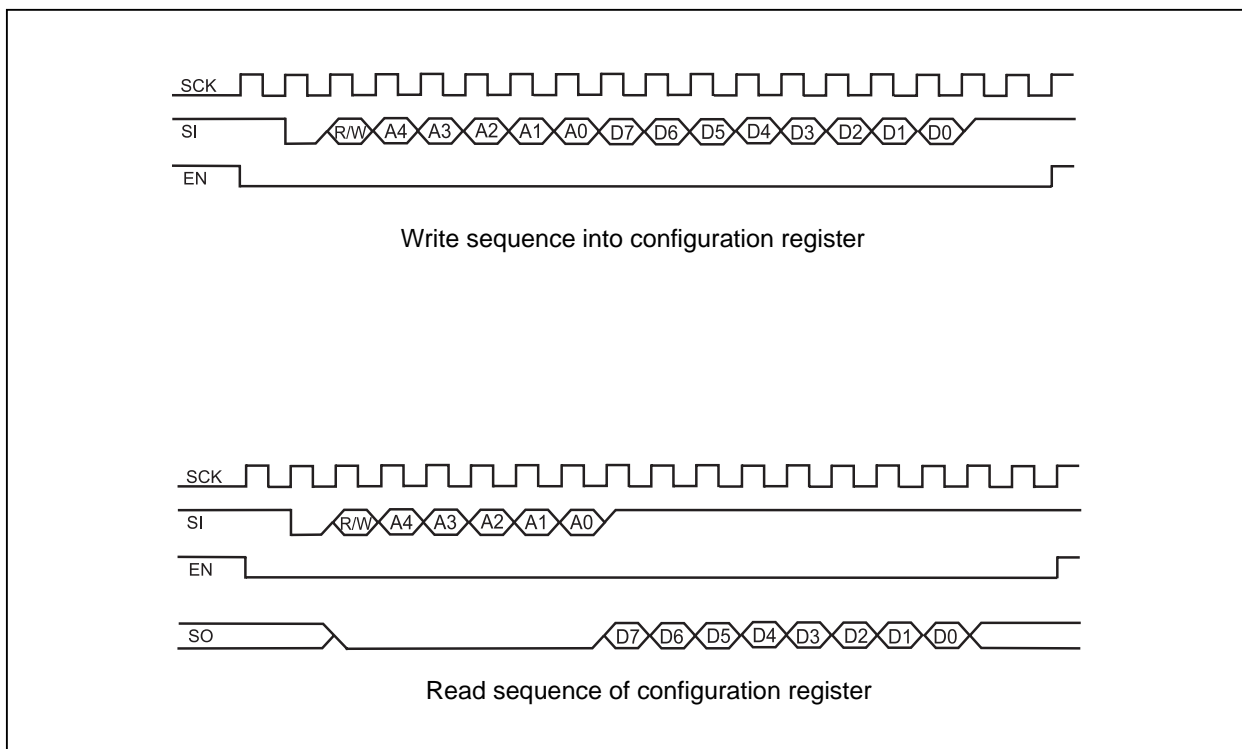 SCK
SI R/W A4 A3 A2 A1 A0 D7 D6 D5 D4 D3 D2 D1 D0
EN
Write sequence into configuration register
SCK
SI R/W A4 A3 A2 A1 A0
EN
SO D7 D6 D5 D4 D3 D2 D1 D0
Read sequence of configuration register